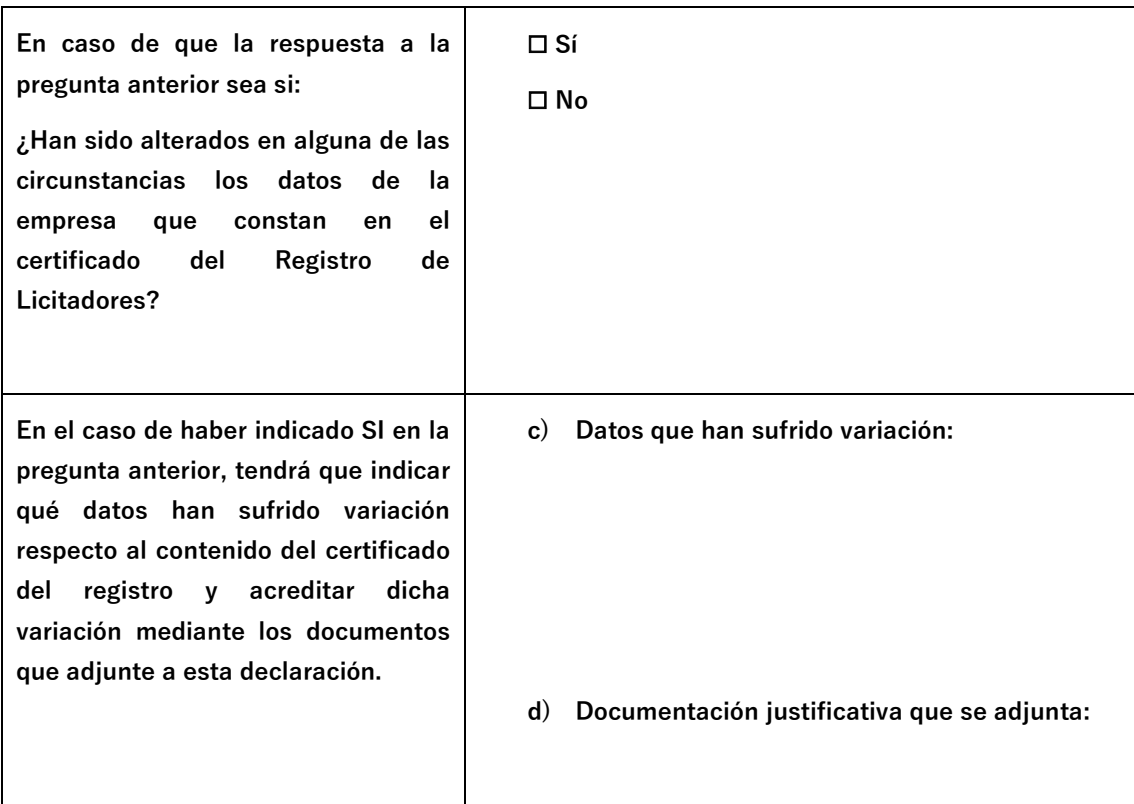 En caso de que la respuesta a la
pregunta anterior sea si:
¿Han sido alterados en alguna de las
circunstancias los datos de la
empresa que constan en el
certificado del Registro de
Licitadores?
☐ Sí
☐ No
En el caso de haber indicado SI en la
pregunta anterior, tendrá que indicar
qué datos han sufrido variación
respecto al contenido del certificado
del registro y acreditar dicha
variación mediante los documentos
que adjunte a esta declaración.
c) Datos que han sufrido variación:
d) Documentación justificativa que se adjunta: